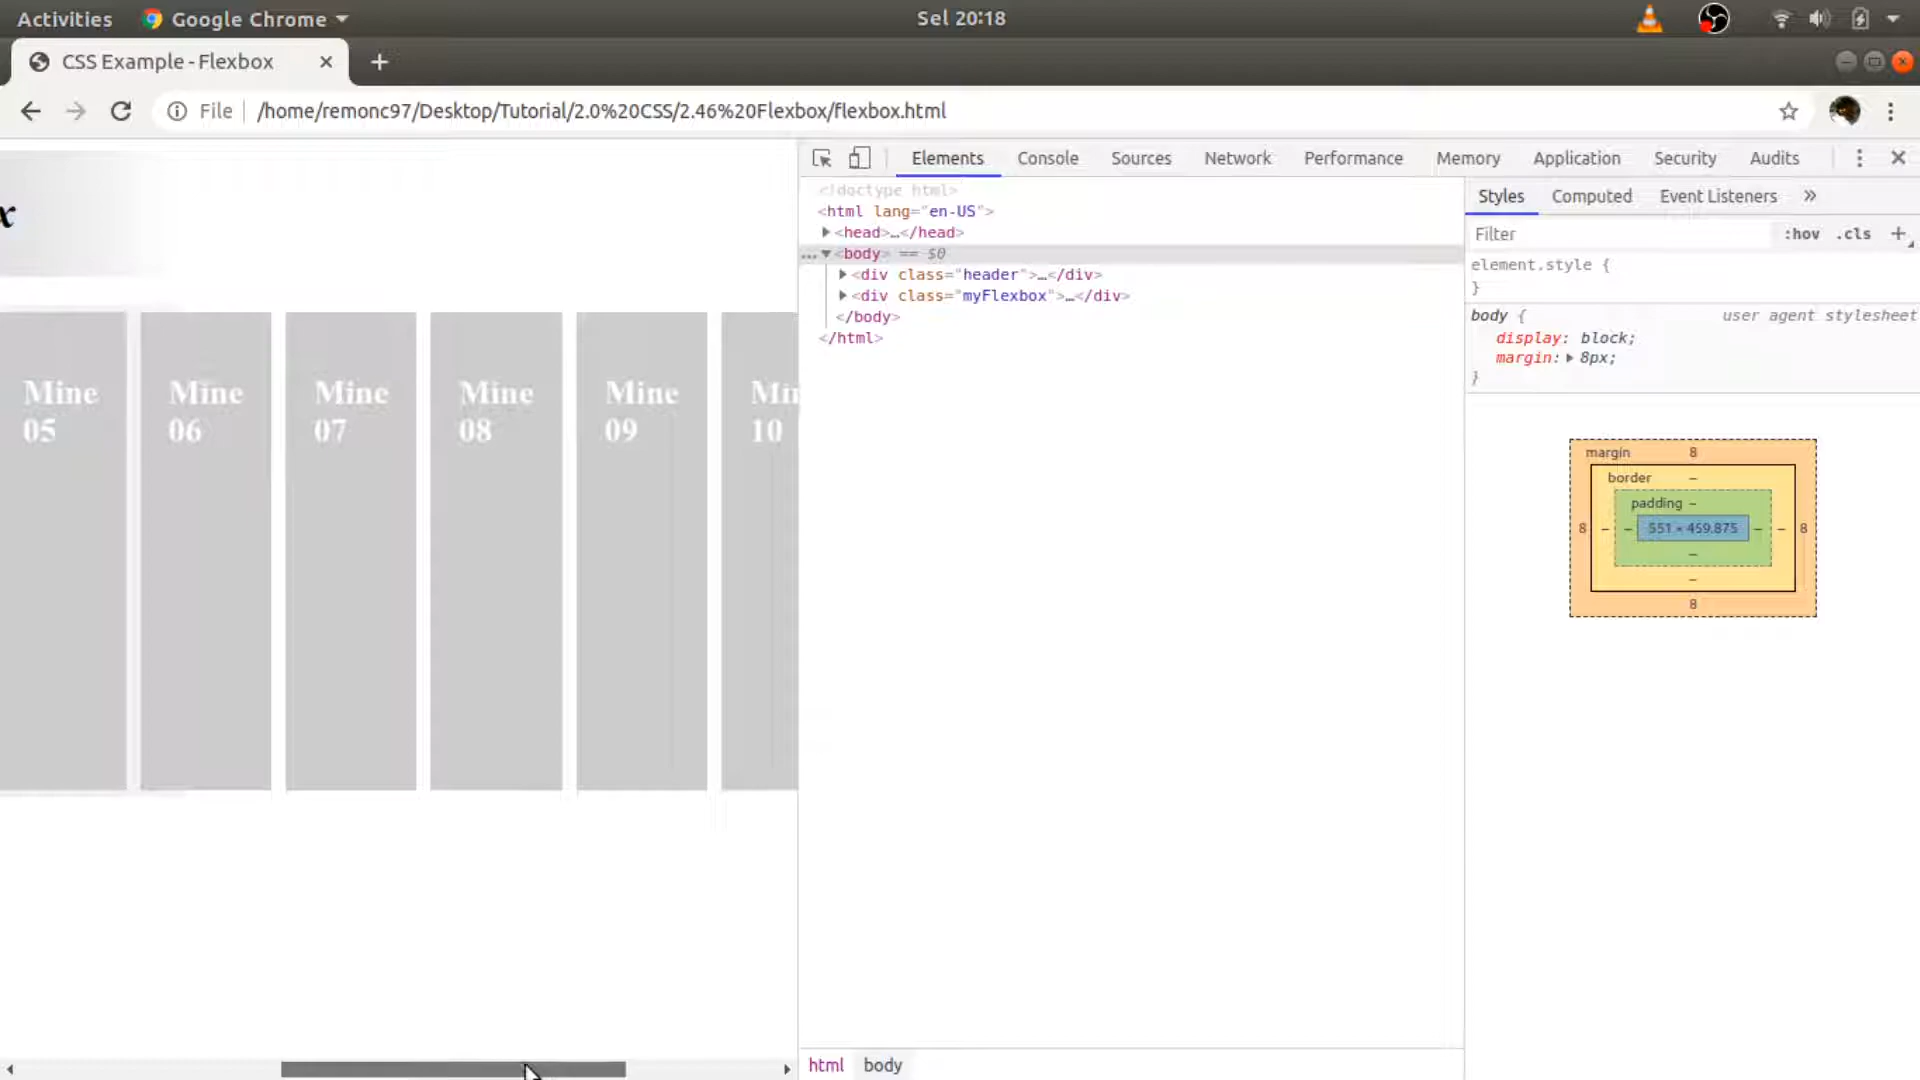 Activities Google Chrome Sel 20:18
CSS Example - Flexbox
File /home/remonc97/Desktop/Tutorial/2.0%20CSS/2.46%20Flexbox/flexbox.html
Elements Console Sources Network Performance Memory Application Security Audits
x
Mine 05
Mine 06
Mine 07
Mine 08
Mine 09
Min 10
<!doctype html>
<html lang="en-US">
<head>…</head>
… <body> == $0
<div class="header">…</div>
<div class="myFlexbox">…</div>
</body>
</html>
html body
Styles Computed Event Listeners »
Filter :hov .cls +
element.style {
}
body { user agent stylesheet
display: block;
margin: 8px;
}
margin 8
border –
padding –
8 – – 551 × 459.875 – – 8
–
–
8